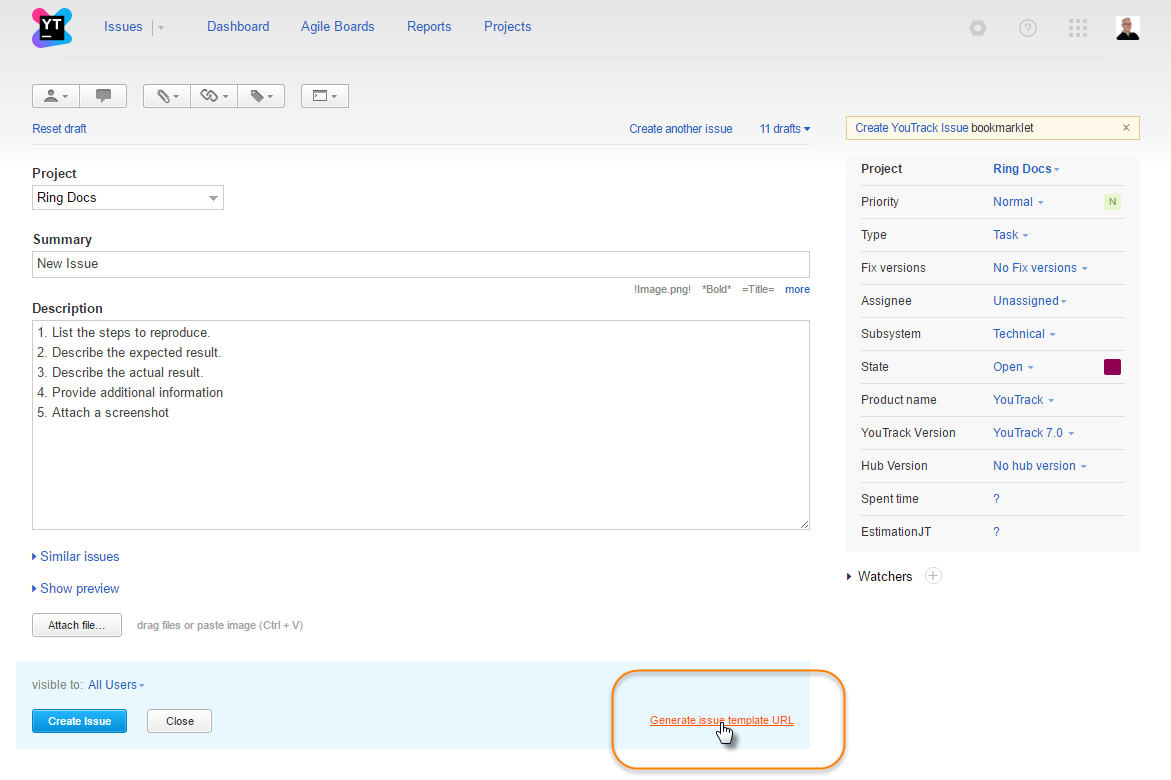 YT
Issues Dashboard Agile Boards Reports Projects
Reset draft Create another issue 11 drafts
Create YouTrack Issue bookmarklet ×
Project
Ring Docs
Summary
New Issue
!Image.png! *Bold* =Title= more
Description
1. List the steps to reproduce.
2. Describe the expected result.
3. Describe the actual result.
4. Provide additional information
5. Attach a screenshot
Similar issues
Show preview
Attach file... drag files or paste image (Ctrl + V)
visible to: All Users
Create Issue Close Generate issue template URL
Project Ring Docs
Priority Normal N
Type Task
Fix versions No Fix versions
Assignee Unassigned
Subsystem Technical
State Open
Product name YouTrack
YouTrack Version YouTrack 7.0
Hub Version No hub version
Spent time ?
EstimationJT ?
Watchers